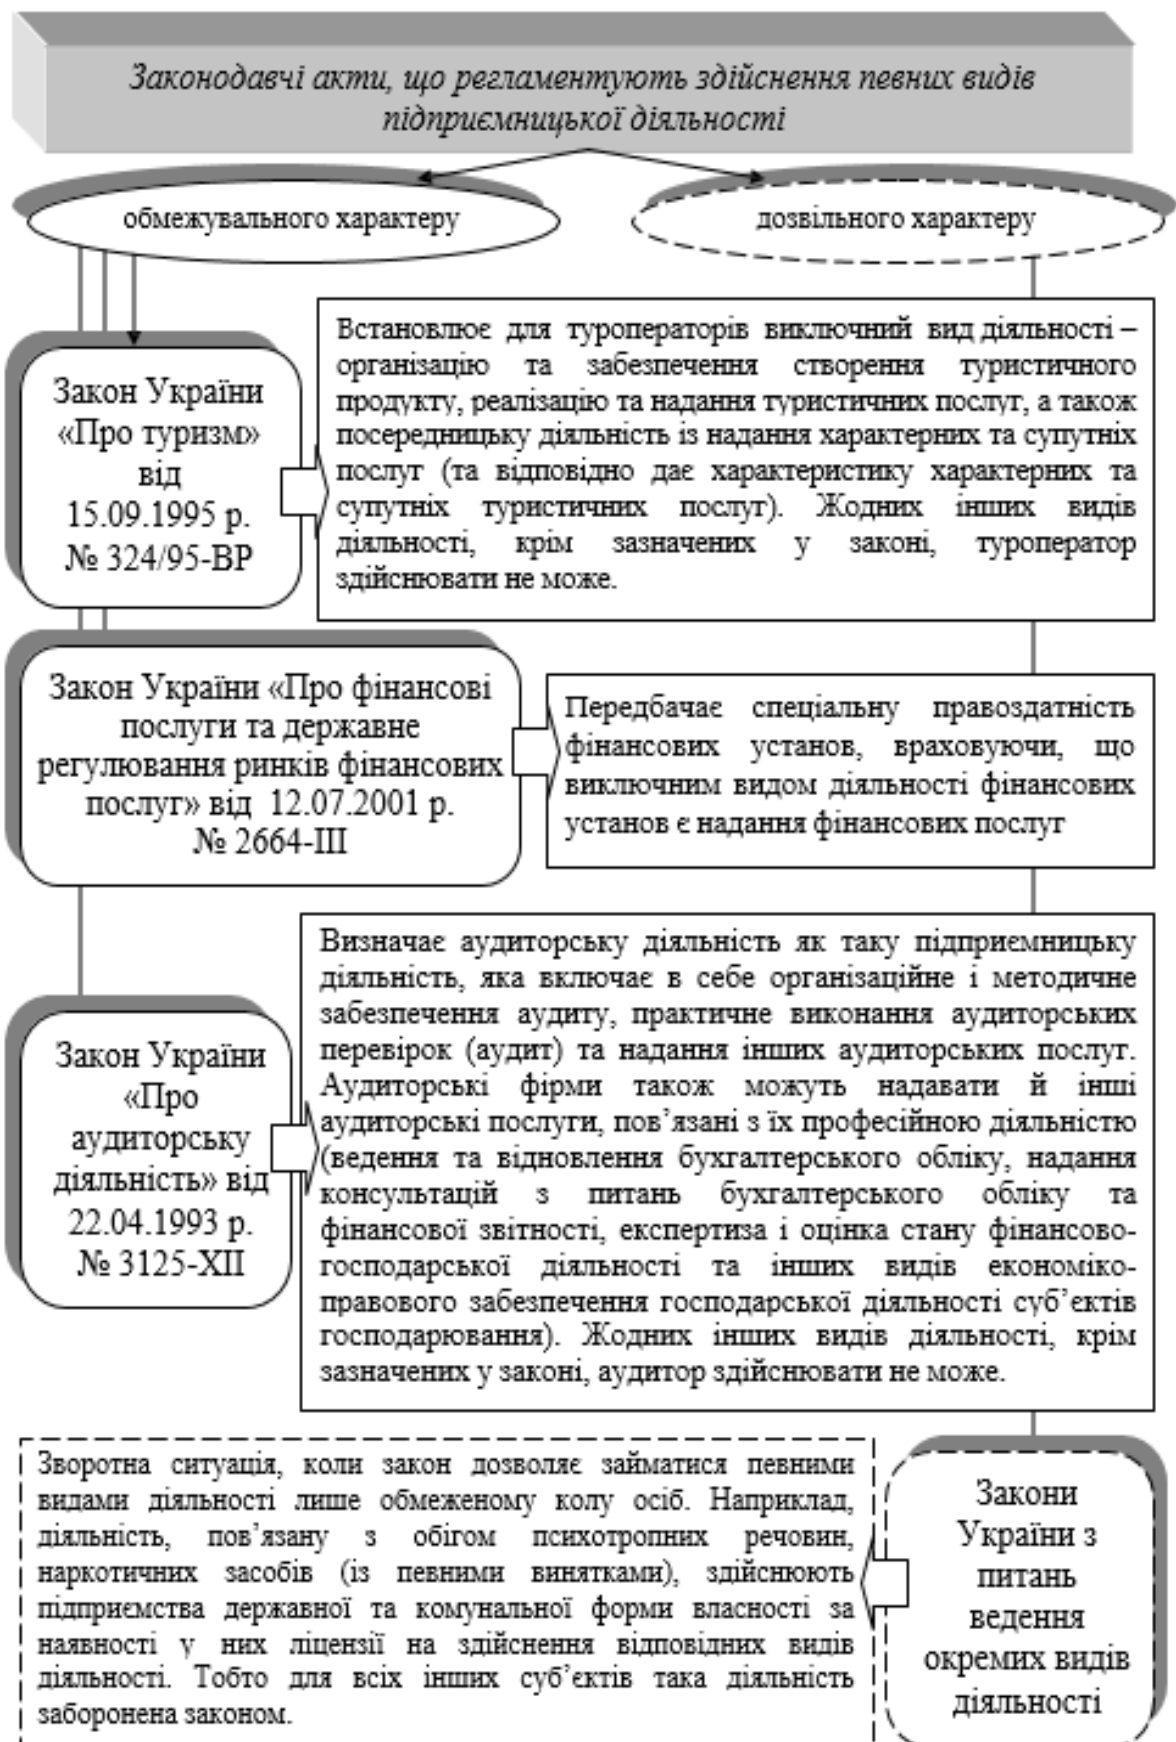 Законодавчі акти, що регламентують здійснення певних видів
підприємницької діяльності
обмежувального характеру
дозвільного характеру
Закон України
«Про туризм»
від
15.09.1995 р.
№ 324/95-ВР
Встановлює для туроператорів виключний вид діяльності –
організацію та забезпечення створення туристичного
продукту, реалізацію та надання туристичних послуг, а також
посередницьку діяльність із надання характерних та супутніх
послуг (та відповідно дає характеристику характерних та
супутніх туристичних послуг). Жодних інших видів
діяльності, крім зазначених у законі, туроператор
здійснювати не може.
Закон України «Про фінансові
послуги та державне
регулювання ринків фінансових
послуг» від 12.07.2001 р.
№ 2664-III
Передбачає спеціальну правоздатність
фінансових установ, враховуючи, що
виключним видом діяльності фінансових
установ є надання фінансових послуг
Закон України
«Про
аудиторську
діяльність» від
22.04.1993 р.
№ 3125-XII
Визначає аудиторську діяльність як таку підприємницьку
діяльність, яка включає в себе організаційне і методичне
забезпечення аудиту, практичне виконання аудиторських
перевірок (аудит) та надання інших аудиторських послуг.
Аудиторські фірми також можуть надавати й інші
аудиторські послуги, пов’язані з їх професійною діяльністю
(ведення та відновлення бухгалтерського обліку, надання
консультацій з питань бухгалтерського обліку та
фінансової звітності, експертиза і оцінка стану фінансово-
господарської діяльності та інших видів економіко-
правового забезпечення господарської діяльності суб’єктів
господарювання). Жодних інших видів діяльності, крім
зазначених у законі, аудитор здійснювати не може.
Зворотна ситуація, коли закон дозволяє займатися певними
видами діяльності лише обмеженому колу осіб. Наприклад,
діяльність, пов’язану з обігом психотропних речовин,
наркотичних засобів (із певними винятками), здійснюють
підприємства державної та комунальної форми власності за
наявності у них ліцензії на здійснення відповідних видів
діяльності. Тобто для всіх інших суб’єктів така діяльність
заборонена законом.
Закони
України з
питань
ведення
окремих видів
діяльності